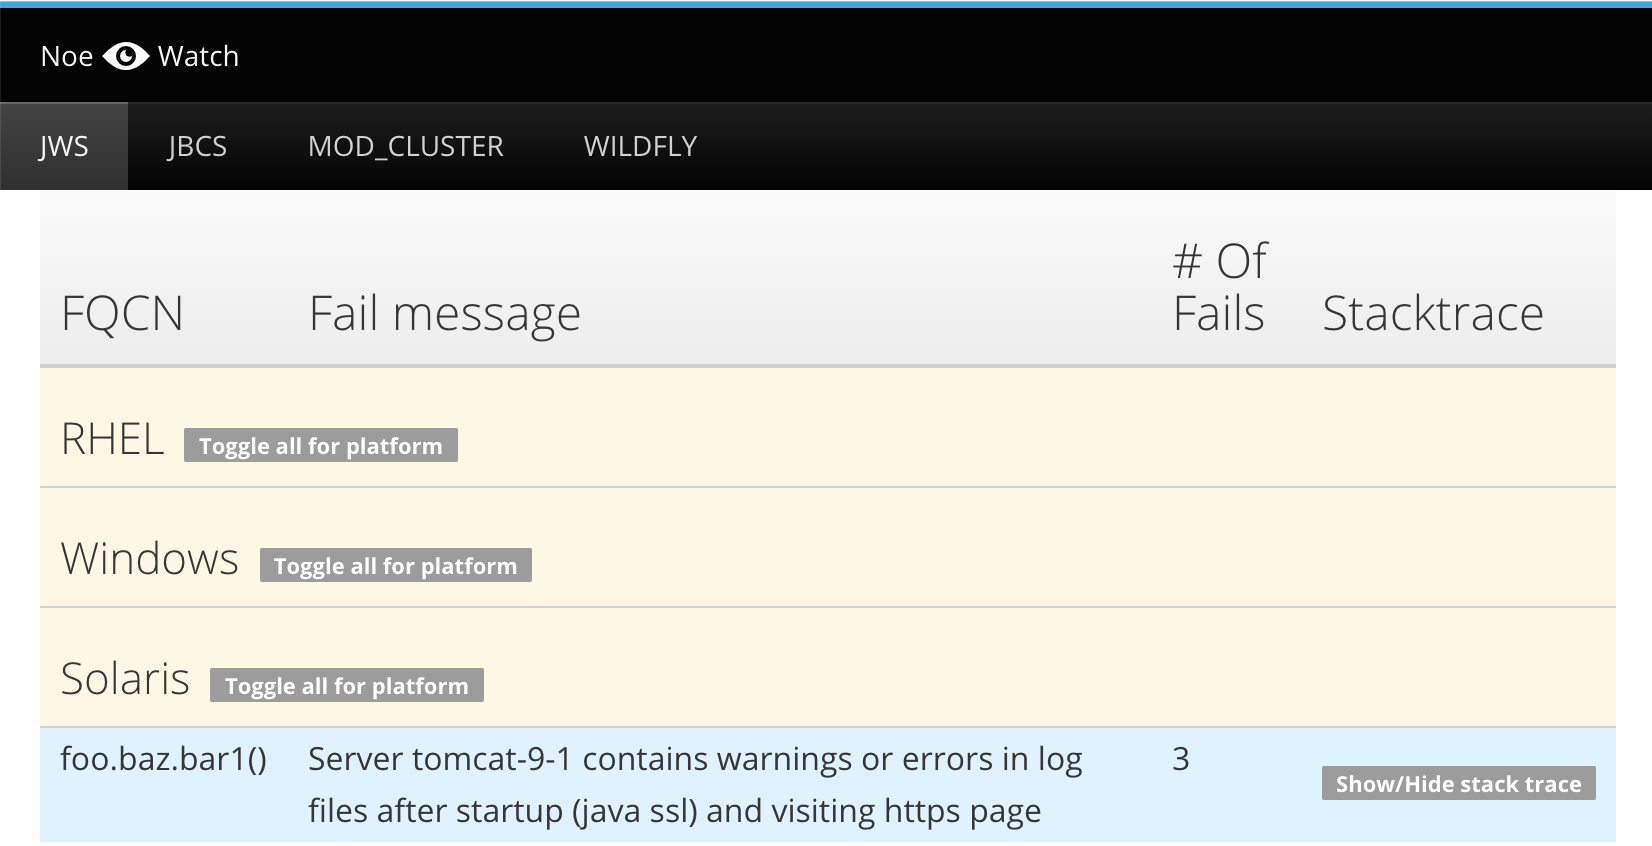 Noe Watch
JWS JBCS MOD_CLUSTER WILDFLY
FQCN Fail message # Of Fails Stacktrace
RHEL Toggle all for platform
Windows Toggle all for platform
Solaris Toggle all for platform
foo.baz.bar1() Server tomcat-9-1 contains warnings or errors in log 3 Show/Hide stack trace
files after startup (java ssl) and visiting https page